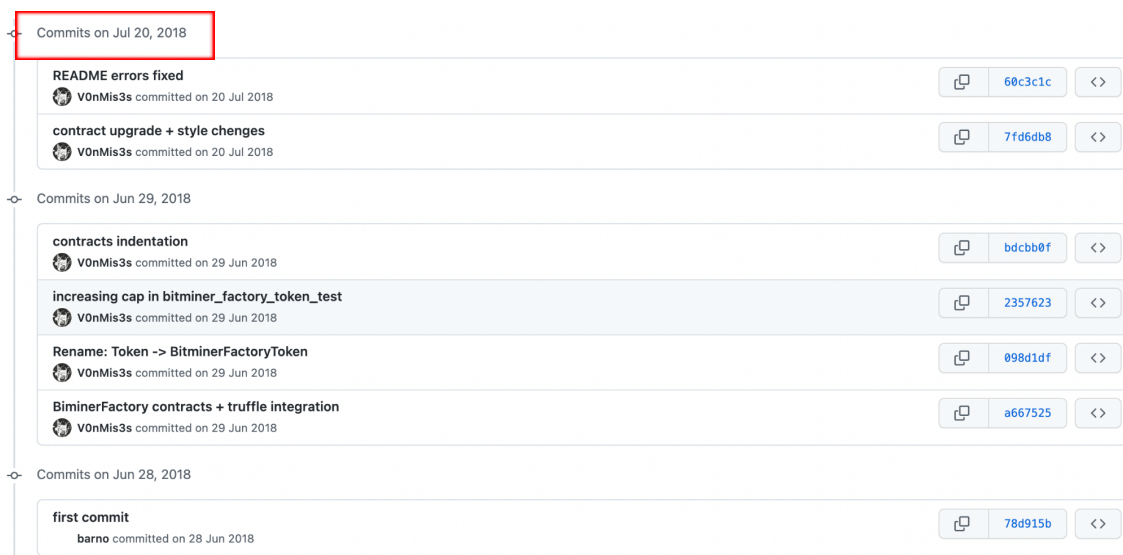 Commits on Jul 20, 2018
README errors fixed
60c3c1c
V0nMis3s committed on 20 Jul 2018
contract upgrade + style chenges
7fd6db8
V0nMis3s committed on 20 Jul 2018
Commits on Jun 29, 2018
contracts indentation
bdcbb0f
V0nMis3s committed on 29 Jun 2018
increasing cap in bitminer_factory_token_test
2357623
V0nMis3s committed on 29 Jun 2018
Rename: Token -> BitminerFactoryToken
098d1df
V0nMis3s committed on 29 Jun 2018
BiminerFactory contracts + truffle integration
a667525
V0nMis3s committed on 29 Jun 2018
Commits on Jun 28, 2018
first commit
78d915b
barno committed on 28 Jun 2018